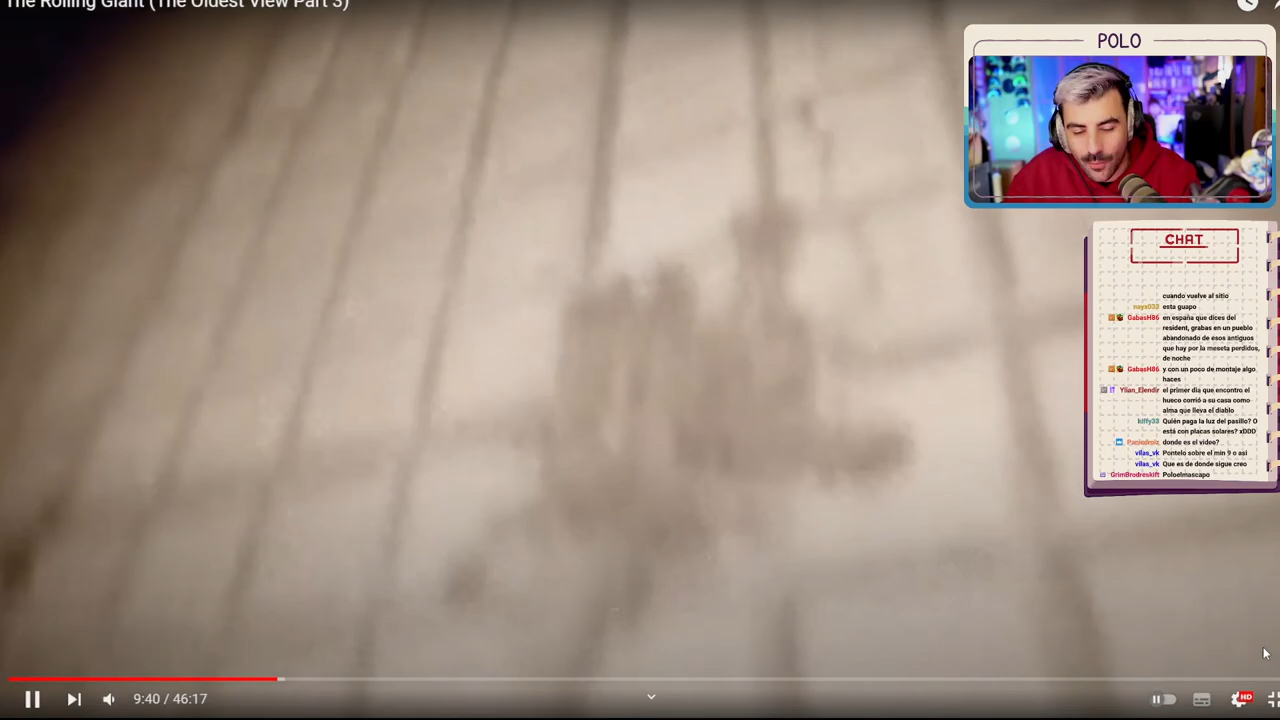 The Rolling Giant (The Oldest View Part 3)
POLO
CHAT
cuando vuelve al sitio
naya033 esta guapo
GabasH86 en españa que dices del
resident, grabas en un pueblo
abandonado de esos antiguos
que hay por la meseta perdidos,
de noche
GabasH86 y con un poco de montaje algo
haces
Ylian_Elendir el primer dia que encontro el
hueco corrió a su casa como
alma que lleva el diablo
kiffy33 Quién paga la luz del pasillo? O
está con placas solares? xDDD
donde es el video?
vilas_vk Pontelo sobre el min 9 o asi
vilas_vk Que es de donde sigue creo
GrimBrodreskift Poloelmascapo
9:40 / 46:17
HD